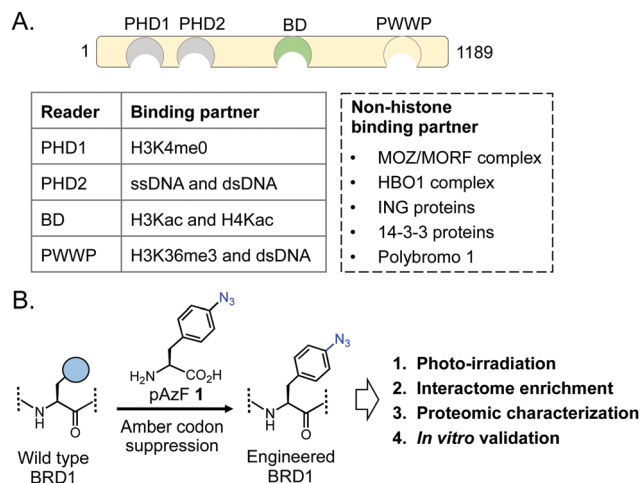 A.
PHD1 PHD2 BD PWWP
1 1189
Reader Binding partner
PHD1 H3K4me0
PHD2 ssDNA and dsDNA
BD H3Kac and H4Kac
PWWP H3K36me3 and dsDNA
Non-histone
binding partner
• MOZ/MORF complex
• HBO1 complex
• ING proteins
• 14-3-3 proteins
• Polybromo 1
B.
N3
H2N CO2H
pAzF 1
Amber codon
suppression
N
H
O
Wild type
BRD1
N3
N
H
O
Engineered
BRD1
1. Photo-irradiation
2. Interactome enrichment
3. Proteomic characterization
4. In vitro validation